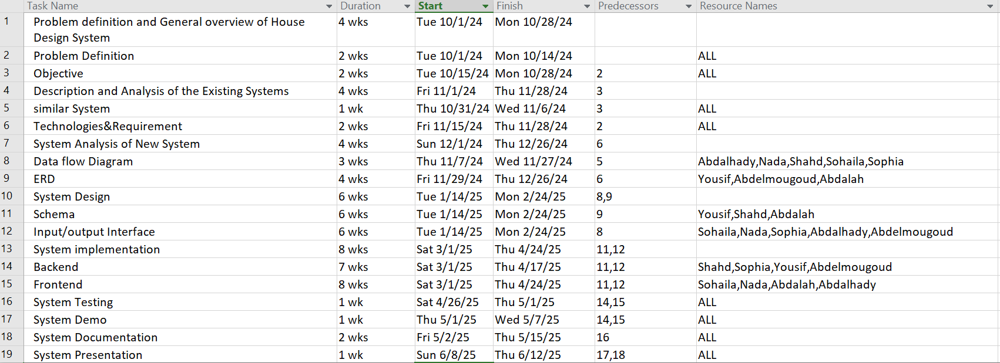 Task Name Duration Start Finish Predecessors Resource Names
1 Problem definition and General overview of House 4 wks Tue 10/1/24 Mon 10/28/24
Design System
2 Problem Definition 2 wks Tue 10/1/24 Mon 10/14/24 ALL
3 Objective 2 wks Tue 10/15/24 Mon 10/28/24 2 ALL
4 Description and Analysis of the Existing Systems 4 wks Fri 11/1/24 Thu 11/28/24 3
5 similar System 1 wk Thu 10/31/24 Wed 11/6/24 3 ALL
6 Technologies&Requirement 2 wks Fri 11/15/24 Thu 11/28/24 2 ALL
7 System Analysis of New System 4 wks Sun 12/1/24 Thu 12/26/24 6
8 Data flow Diagram 3 wks Thu 11/7/24 Wed 11/27/24 5 Abdalhady,Nada,Shahd,Sohaila,Sophia
9 ERD 4 wks Fri 11/29/24 Thu 12/26/24 6 Yousif,Abdelmougoud,Abdalah
10 System Design 6 wks Tue 1/14/25 Mon 2/24/25 8,9
11 Schema 6 wks Tue 1/14/25 Mon 2/24/25 9 Yousif,Shahd,Abdalah
12 Input/output Interface 6 wks Tue 1/14/25 Mon 2/24/25 8 Sohaila,Nada,Sophia,Abdalhady,Abdelmougoud
13 System implementation 8 wks Sat 3/1/25 Thu 4/24/25 11,12
14 Backend 7 wks Sat 3/1/25 Thu 4/17/25 11,12 Shahd,Sophia,Yousif,Abdelmougoud
15 Frontend 8 wks Sat 3/1/25 Thu 4/24/25 11,12 Sohaila,Nada,Abdalah,Abdalhady
16 System Testing 1 wk Sat 4/26/25 Thu 5/1/25 14,15 ALL
17 System Demo 1 wk Thu 5/1/25 Wed 5/7/25 14,15 ALL
18 System Documentation 2 wks Fri 5/2/25 Thu 5/15/25 16 ALL
19 System Presentation 1 wk Sun 6/8/25 Thu 6/12/25 17,18 ALL